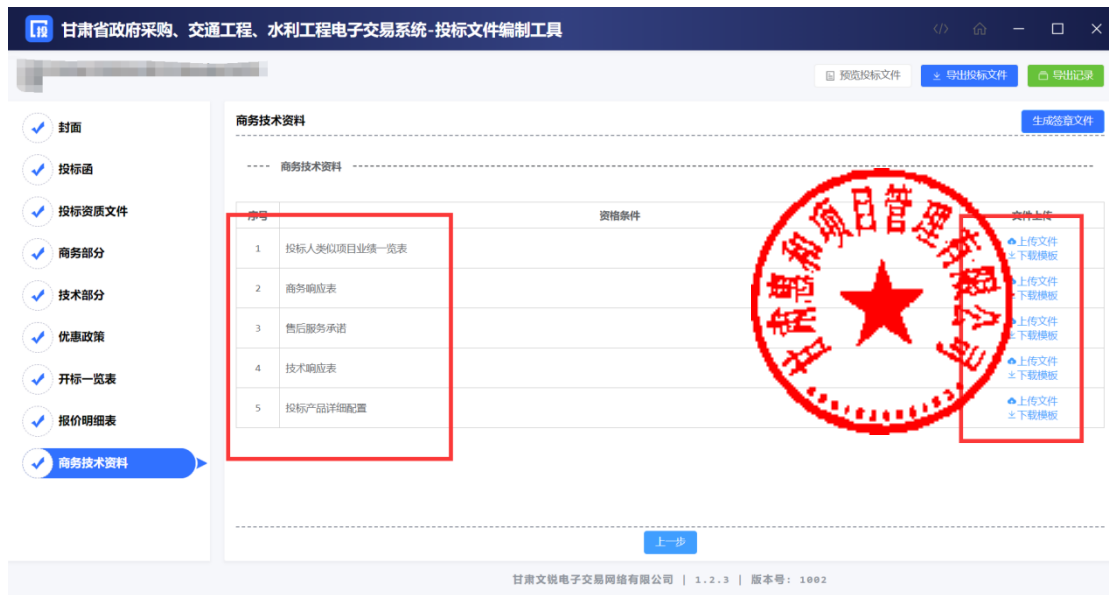 投 甘肃省政府采购、交通工程、水利工程电子交易系统-投标文件编制工具
预览投标文件 导出投标文件 导出记录
封面
投标函
投标资质文件
商务部分
技术部分
优惠政策
开标一览表
报价明细表
商务技术资料
商务技术资料 生成签章文件
商务技术资料
序号 资格条件 文件上传
1 投标人类似项目业绩一览表 上传文件
下载模板
2 商务响应表 上传文件
下载模板
3 售后服务承诺 上传文件
下载模板
4 技术响应表 上传文件
下载模板
5 投标产品详细配置 上传文件
下载模板
上一步
甘肃文锐电子交易网络有限公司 | 1.2.3 | 版本号: 1002